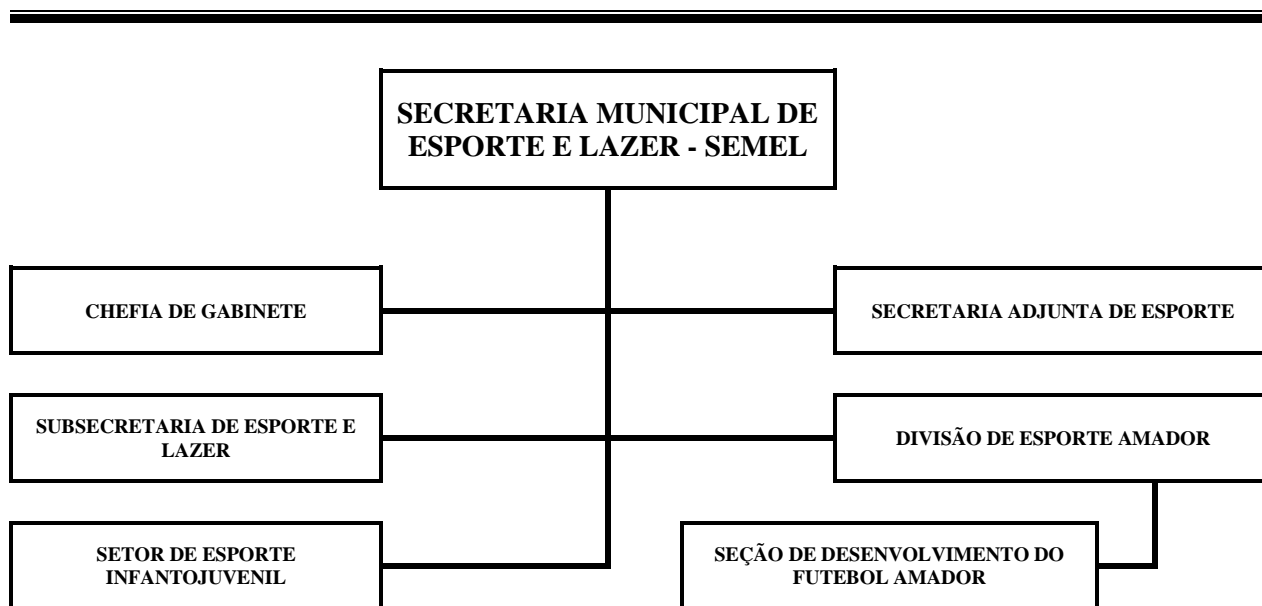 SECRETARIA MUNICIPAL DE
ESPORTE E LAZER - SEMEL
CHEFIA DE GABINETE
SECRETARIA ADJUNTA DE ESPORTE
SUBSECRETARIA DE ESPORTE E
LAZER
DIVISÃO DE ESPORTE AMADOR
SETOR DE ESPORTE
INFANTOJUVENIL
SEÇÃO DE DESENVOLVIMENTO DO
FUTEBOL AMADOR